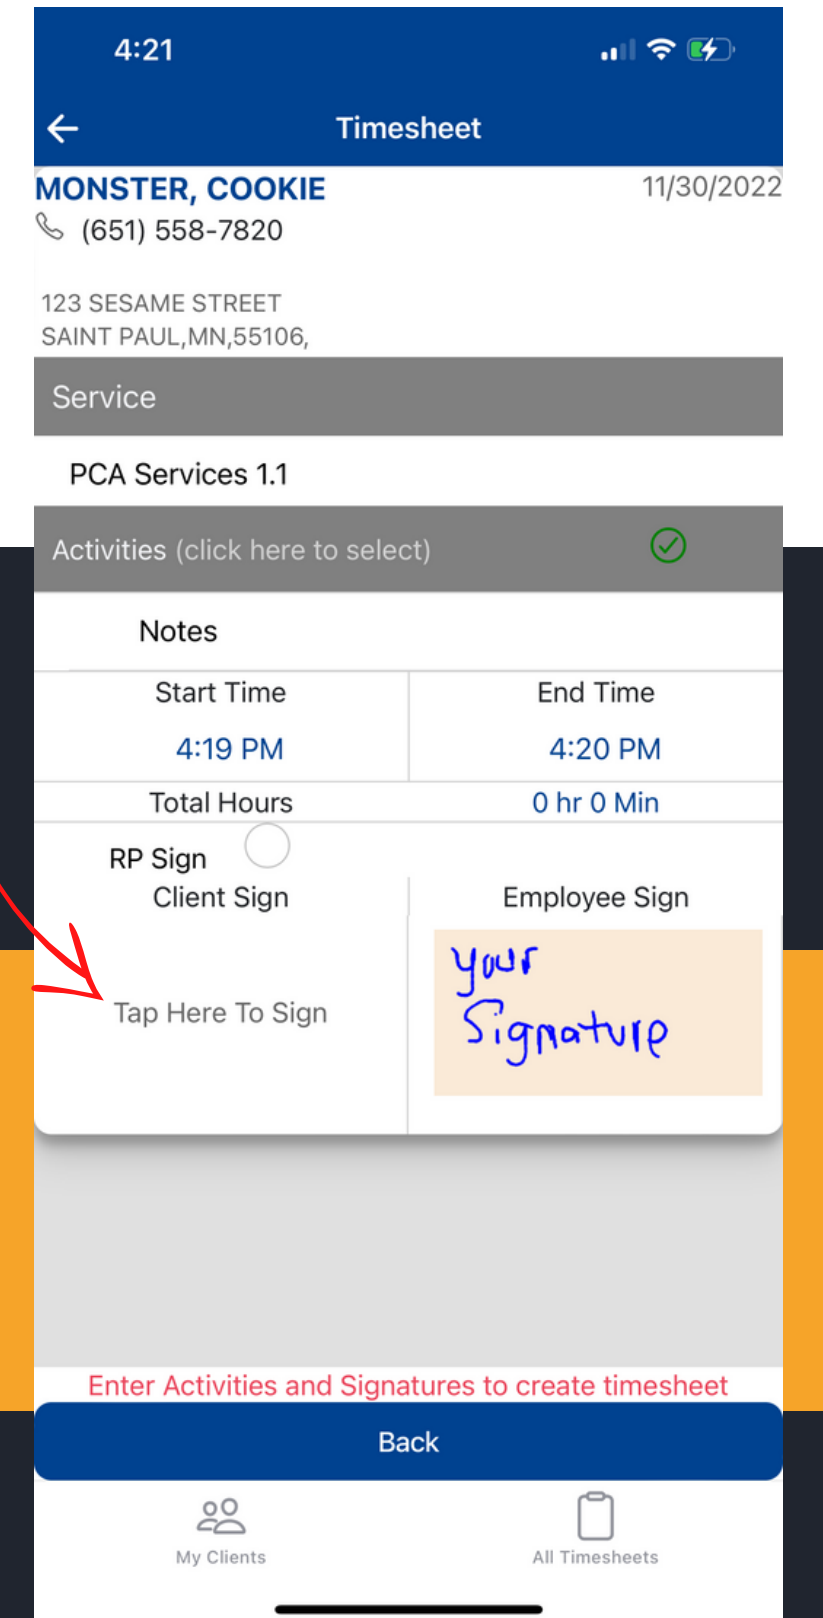 4:21
Timesheet
MONSTER, COOKIE 11/30/2022
(651) 558-7820
123 SESAME STREET
SAINT PAUL,MN,55106,
Service
PCA Services 1.1
Activities (click here to select)
Notes
Start Time End Time
4:19 PM 4:20 PM
Total Hours 0 hr 0 Min
RP Sign
Client Sign Employee Sign
your
Signature
Tap Here To Sign
Enter Activities and Signatures to create timesheet
Back
My Clients All Timesheets